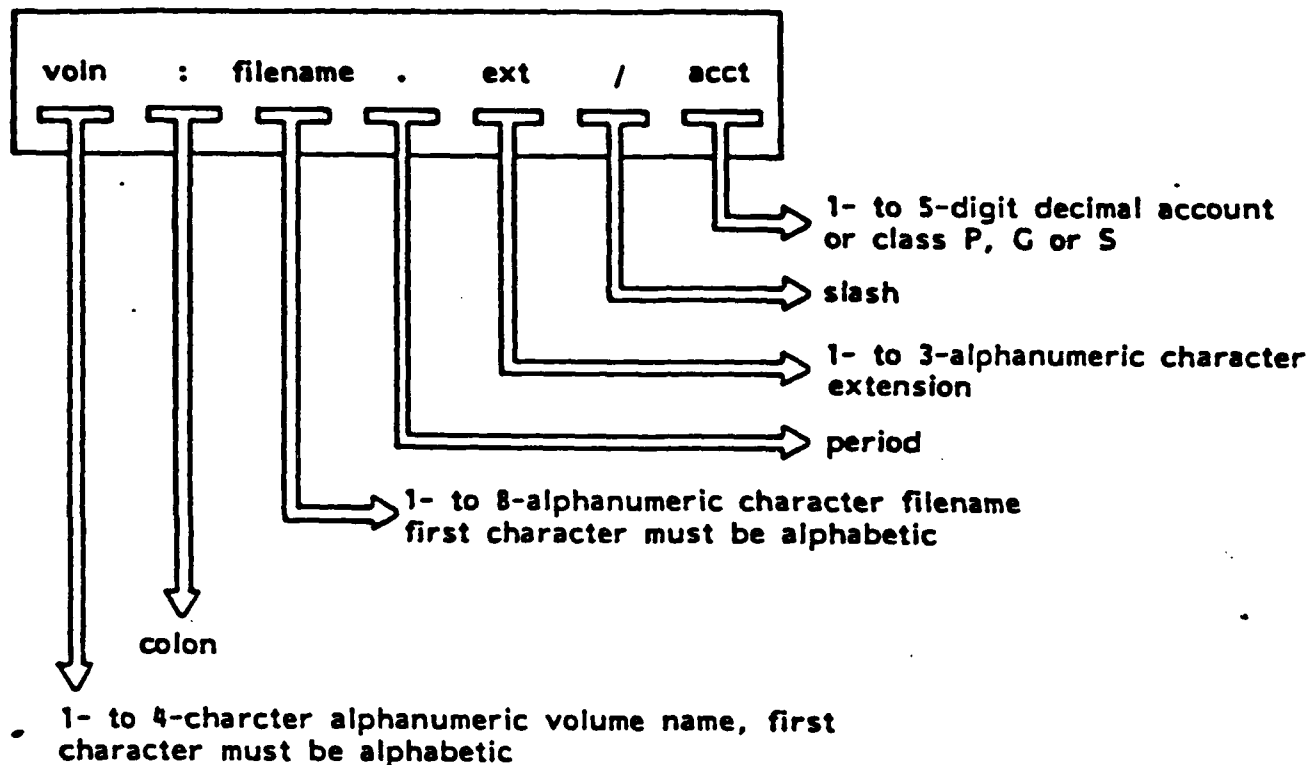 voln : filename . ext / acct
1- to 5-digit decimal account
or class P, G or S
slash
1- to 3-alphanumeric character
extension
period
1- to 8-alphanumeric character filename
first character must be alphabetic
colon
1- to 4-charcter alphanumeric volume name, first
character must be alphabetic